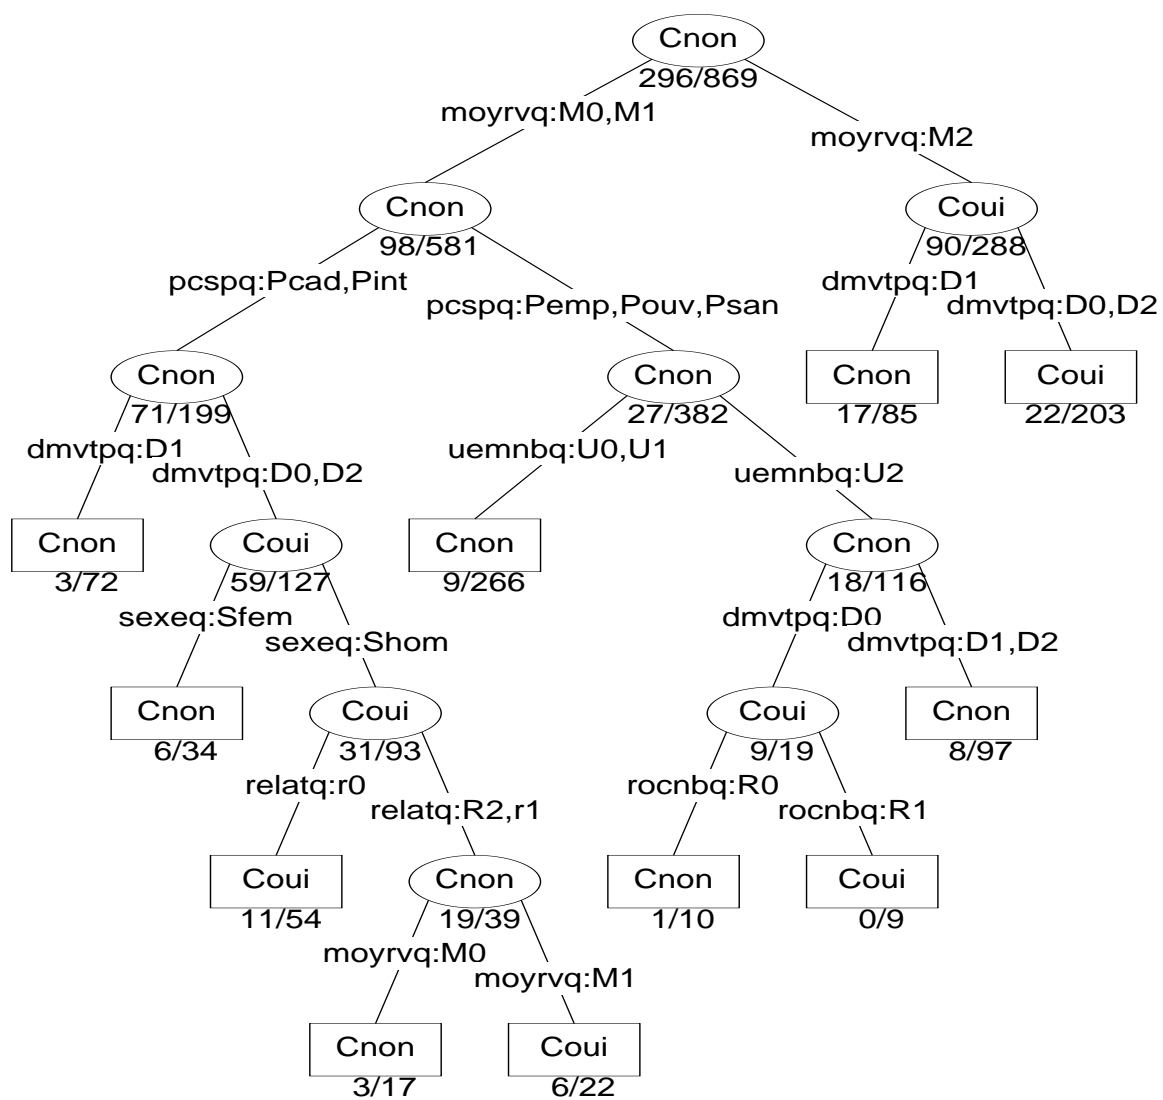 Cnon
296/869
moyrvq:M0,M1
moyrvq:M2
Cnon
98/581
Coui
90/288
pcspq:Pcad,Pint
pcspq:Pemp,Pouv,Psan
dmvtpq:D1
dmvtpq:D0,D2
Cnon
71/199
Cnon
27/382
Cnon
17/85
Coui
22/203
dmvtpq:D1
dmvtpq:D0,D2
uemnbq:U0,U1
uemnbq:U2
Cnon
3/72
Coui
59/127
Cnon
9/266
Cnon
18/116
sexeq:Sfem
sexeq:Shom
dmvtpq:D0
dmvtpq:D1,D2
Cnon
6/34
Coui
31/93
Coui
9/19
Cnon
8/97
relatq:r0
relatq:R2,r1
rocnbq:R0
rocnbq:R1
Coui
11/54
Cnon
19/39
Cnon
1/10
Coui
0/9
moyrvq:M0
moyrvq:M1
Cnon
3/17
Coui
6/22